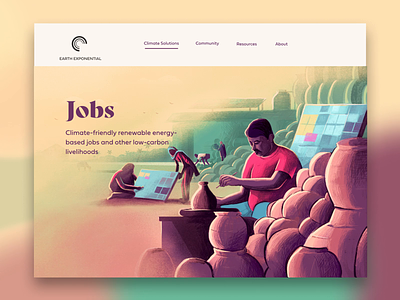 Climate Solutions
Community
Resources
About
EARTH EXPONENTIAL
Jobs
Climate-friendly renewable energy-
based jobs and other low-carbon
livelihoods